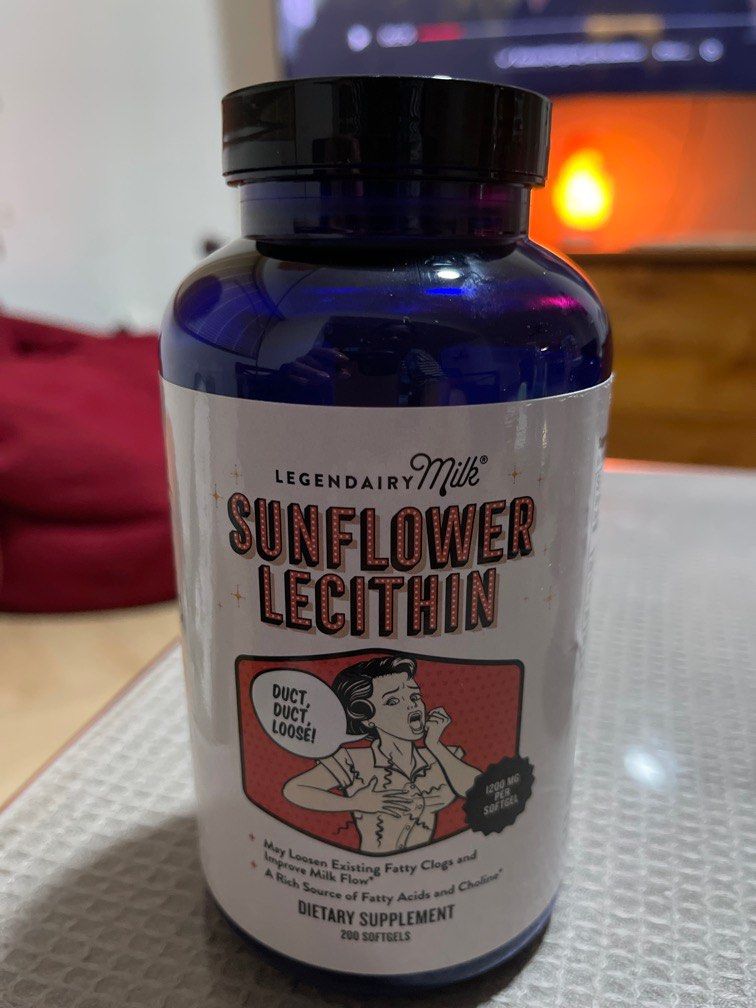 LEGENDAIRY Milk®
SUNFLOWER
LECITHIN
DUCT,
DUCT,
LOOSE!
1200 MG
PER
SOFTGEL
May Loosen Existing Fatty Clogs and
Improve Milk Flow*
A Rich Source of Fatty Acids and Choline*
DIETARY SUPPLEMENT
200 SOFTGELS